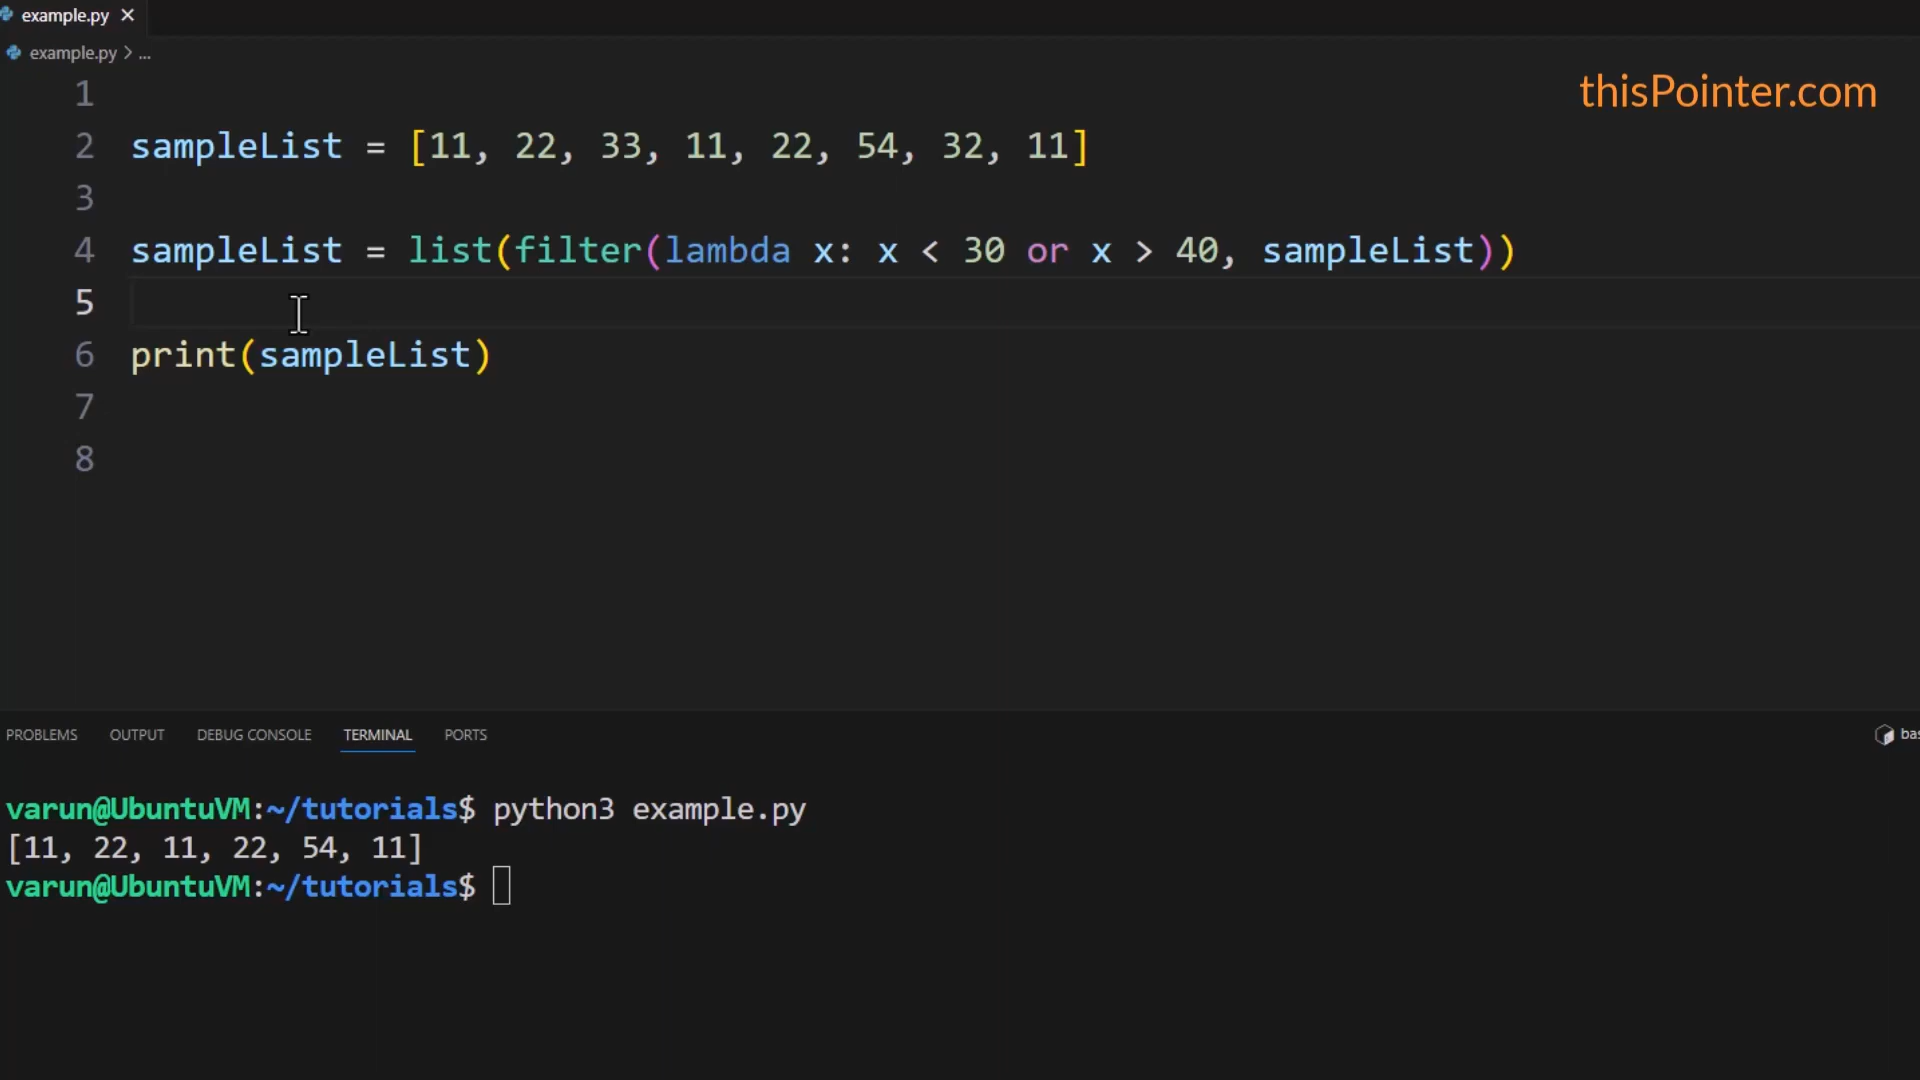 example.py
example.py > ...
thisPointer.com
1
2 sampleList = [11, 22, 33, 11, 22, 54, 32, 11]
3
4 sampleList = list(filter(lambda x: x < 30 or x > 40, sampleList))
5
6 print(sampleList)
7
8
PROBLEMS OUTPUT DEBUG CONSOLE TERMINAL PORTS bas
varun@UbuntuVM:~/tutorials$ python3 example.py
[11, 22, 11, 22, 54, 11]
varun@UbuntuVM:~/tutorials$